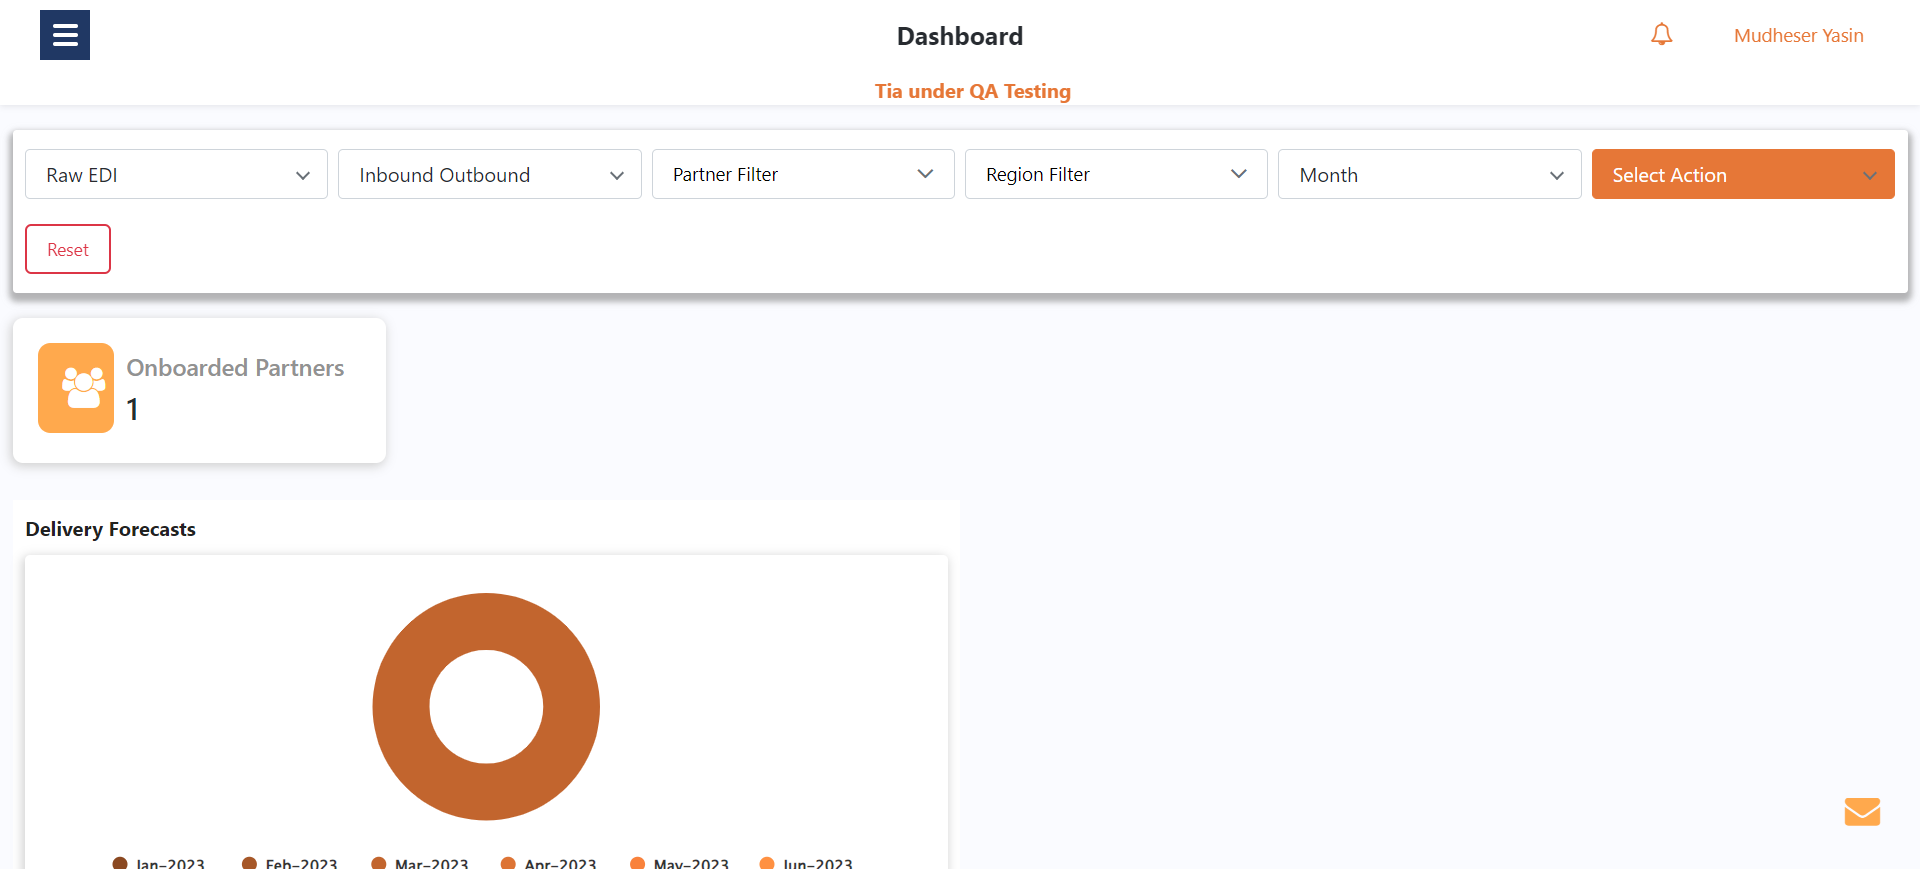 Dashboard
Mudheser Yasin
Tia under QA Testing
Raw EDI
Inbound Outbound
Partner Filter
Region Filter
Month
Select Action
Reset
Onboarded Partners
1
Delivery Forecasts
Jan-2023 Feb-2023 Mar-2023 Apr-2023 May-2023 Jun-2023